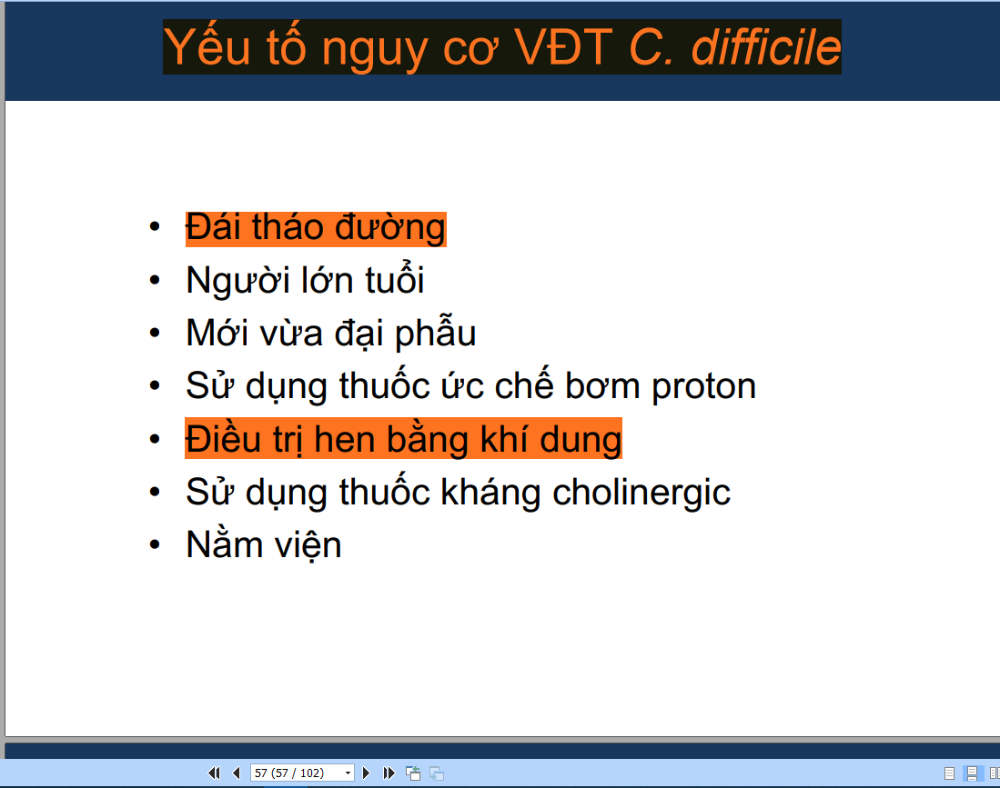 Yếu tố nguy cơ VĐT C. difficile
• Đái tháo đường
• Người lớn tuổi
• Mới vừa đại phẫu
• Sử dụng thuốc ức chế bơm proton
• Điều trị hen bằng khí dung
• Sử dụng thuốc kháng cholinergic
• Nằm viện
57 (57 / 102)